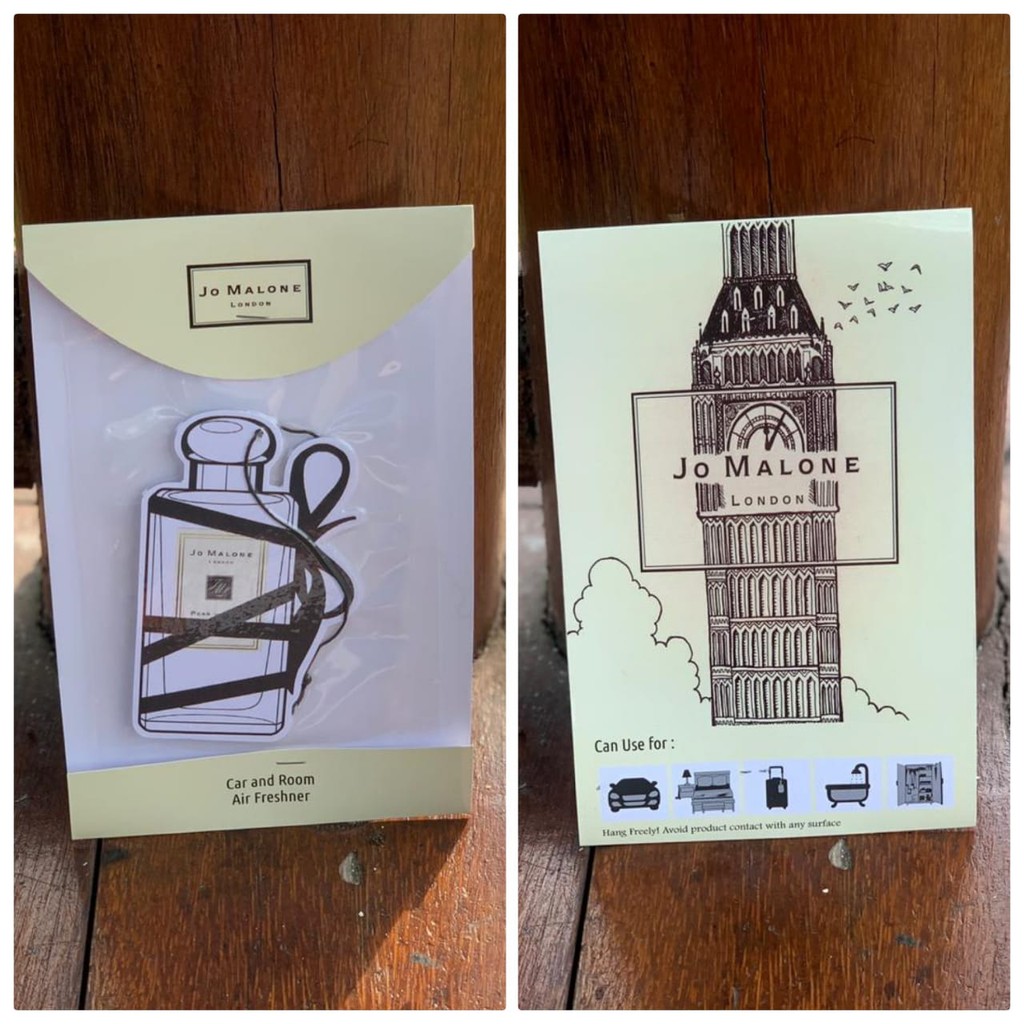 JO MALONE
LONDON
JO MALONE
LONDON
Car and Room
Air Freshner
JO MALONE
LONDON
Can Use for :
Hang Freely! Avoid product contact with any surface